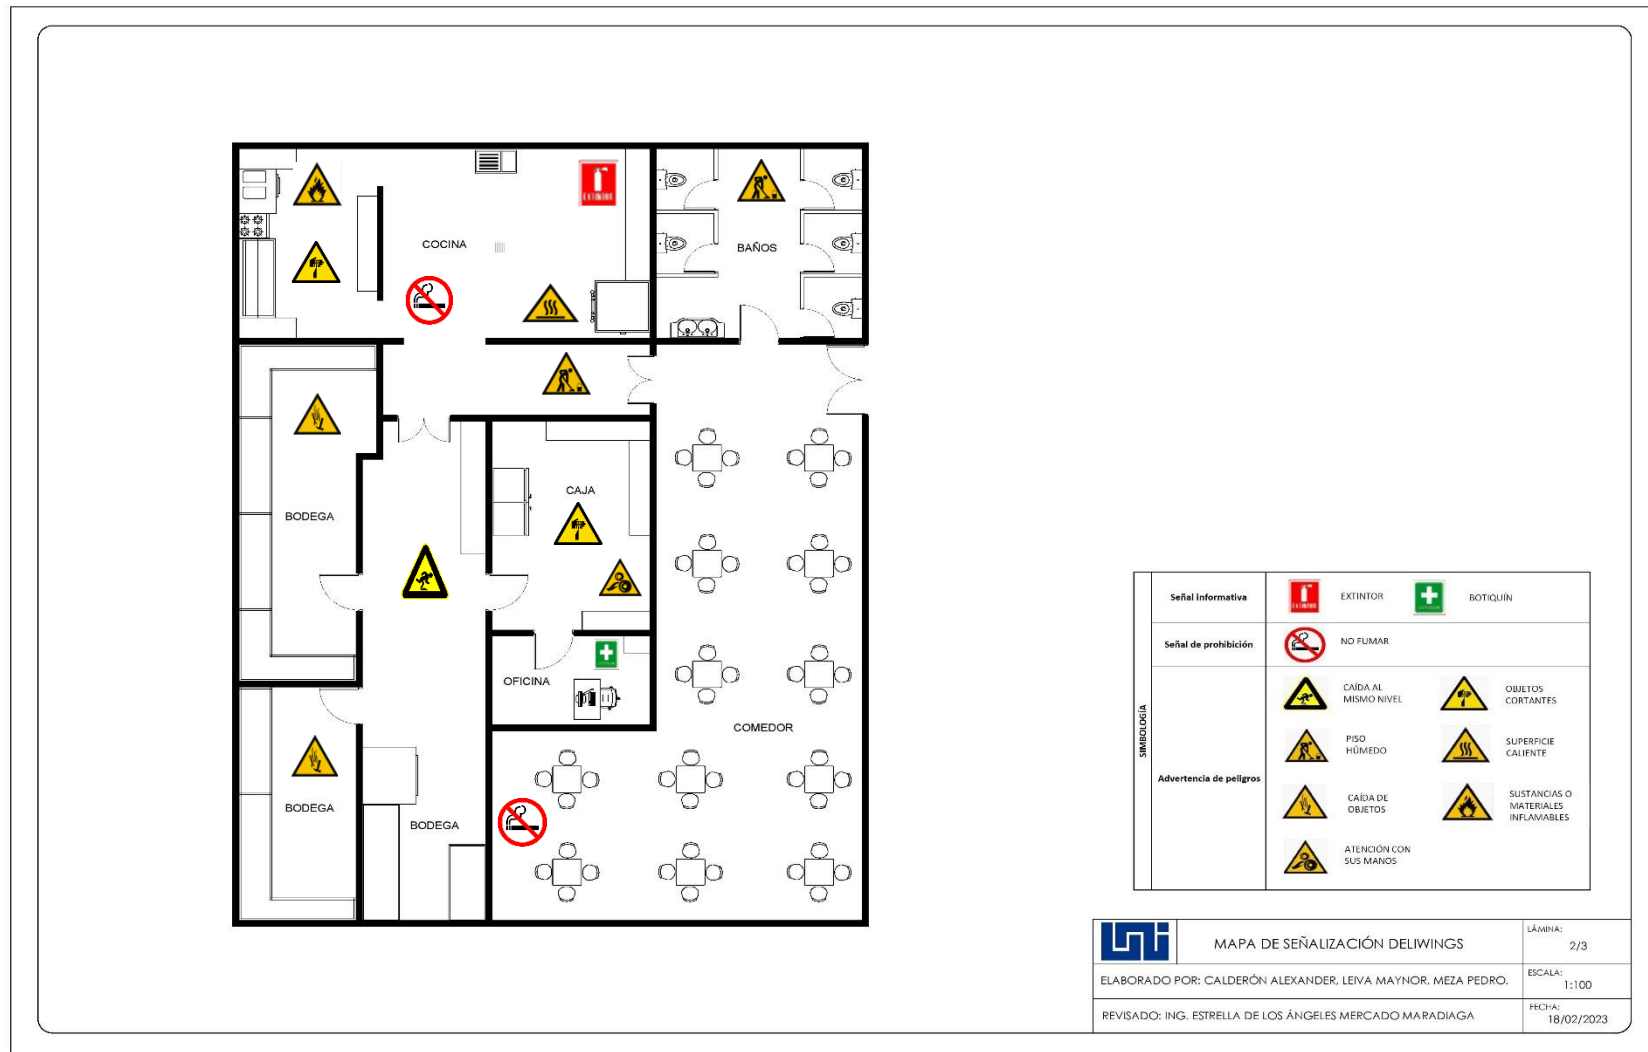 EXTINTOR
COCINA
BAÑOS
CAJA
BODEGA
OFICINA
COMEDOR
BODEGA
BODEGA
SIMBOLOGÍA
Señal informativa
EXTINTOR
EXTINTOR
BOTIQUÍN
Señal de prohibición
NO FUMAR
Advertencia de peligros
CAÍDA AL
MISMO NIVEL
OBJETOS
CORTANTES
PISO
HÚMEDO
SUPERFICIE
CALIENTE
CAÍDA DE
OBJETOS
SUSTANCIAS O
MATERIALES
INFLAMABLES
ATENCIÓN CON
SUS MANOS
uni
MAPA DE SEÑALIZACIÓN DELIWINGS
LÁMINA:
2/3
ELABORADO POR: CALDERÓN ALEXANDER, LEIVA MAYNOR, MEZA PEDRO.
ESCALA:
1:100
REVISADO: ING. ESTRELLA DE LOS ÁNGELES MERCADO MARADIAGA
FECHA:
18/02/2023